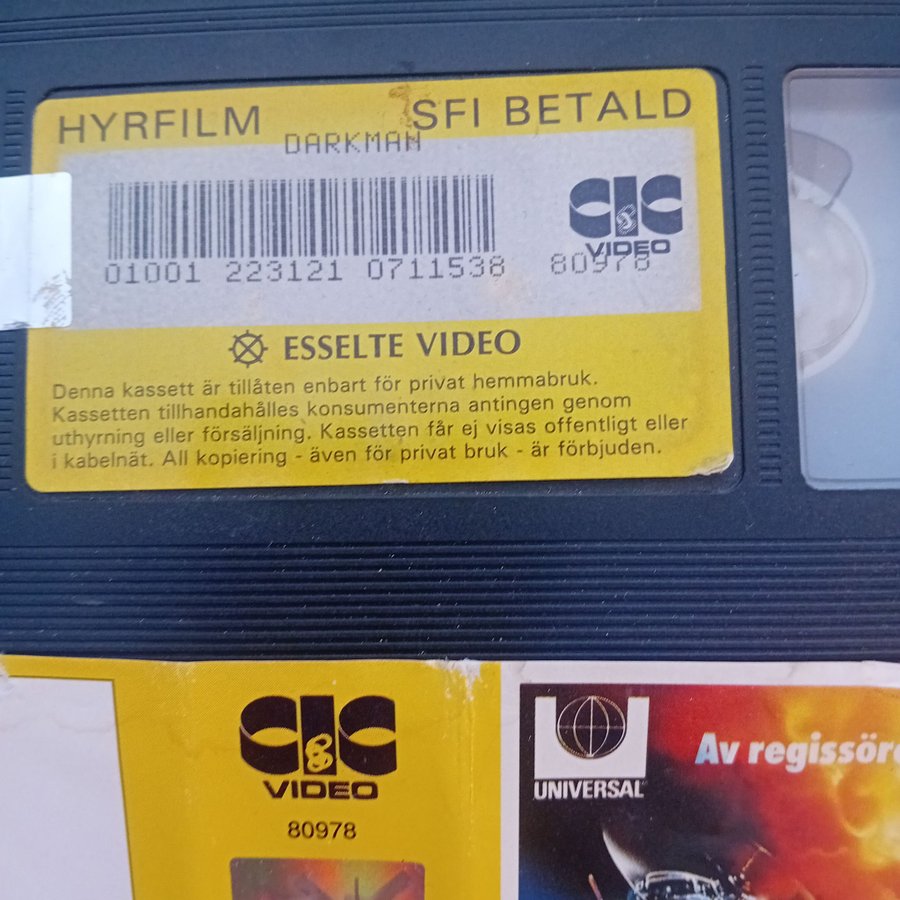 HYRFILM SFI BETALD
DARKMAN
CIC
VIDEO
01001 223121 0711538 80978
ESSELTE VIDEO
Denna kassett är tillåten enbart för privat hemmabruk.
Kassetten tillhandahålles konsumenterna antingen genom
uthyrning eller försäljning. Kassetten får ej visas offentligt eller
i kabelnät. All kopiering - även för privat bruk - är förbjuden.
CIC
VIDEO
80978
UNIVERSAL
Av regissöre